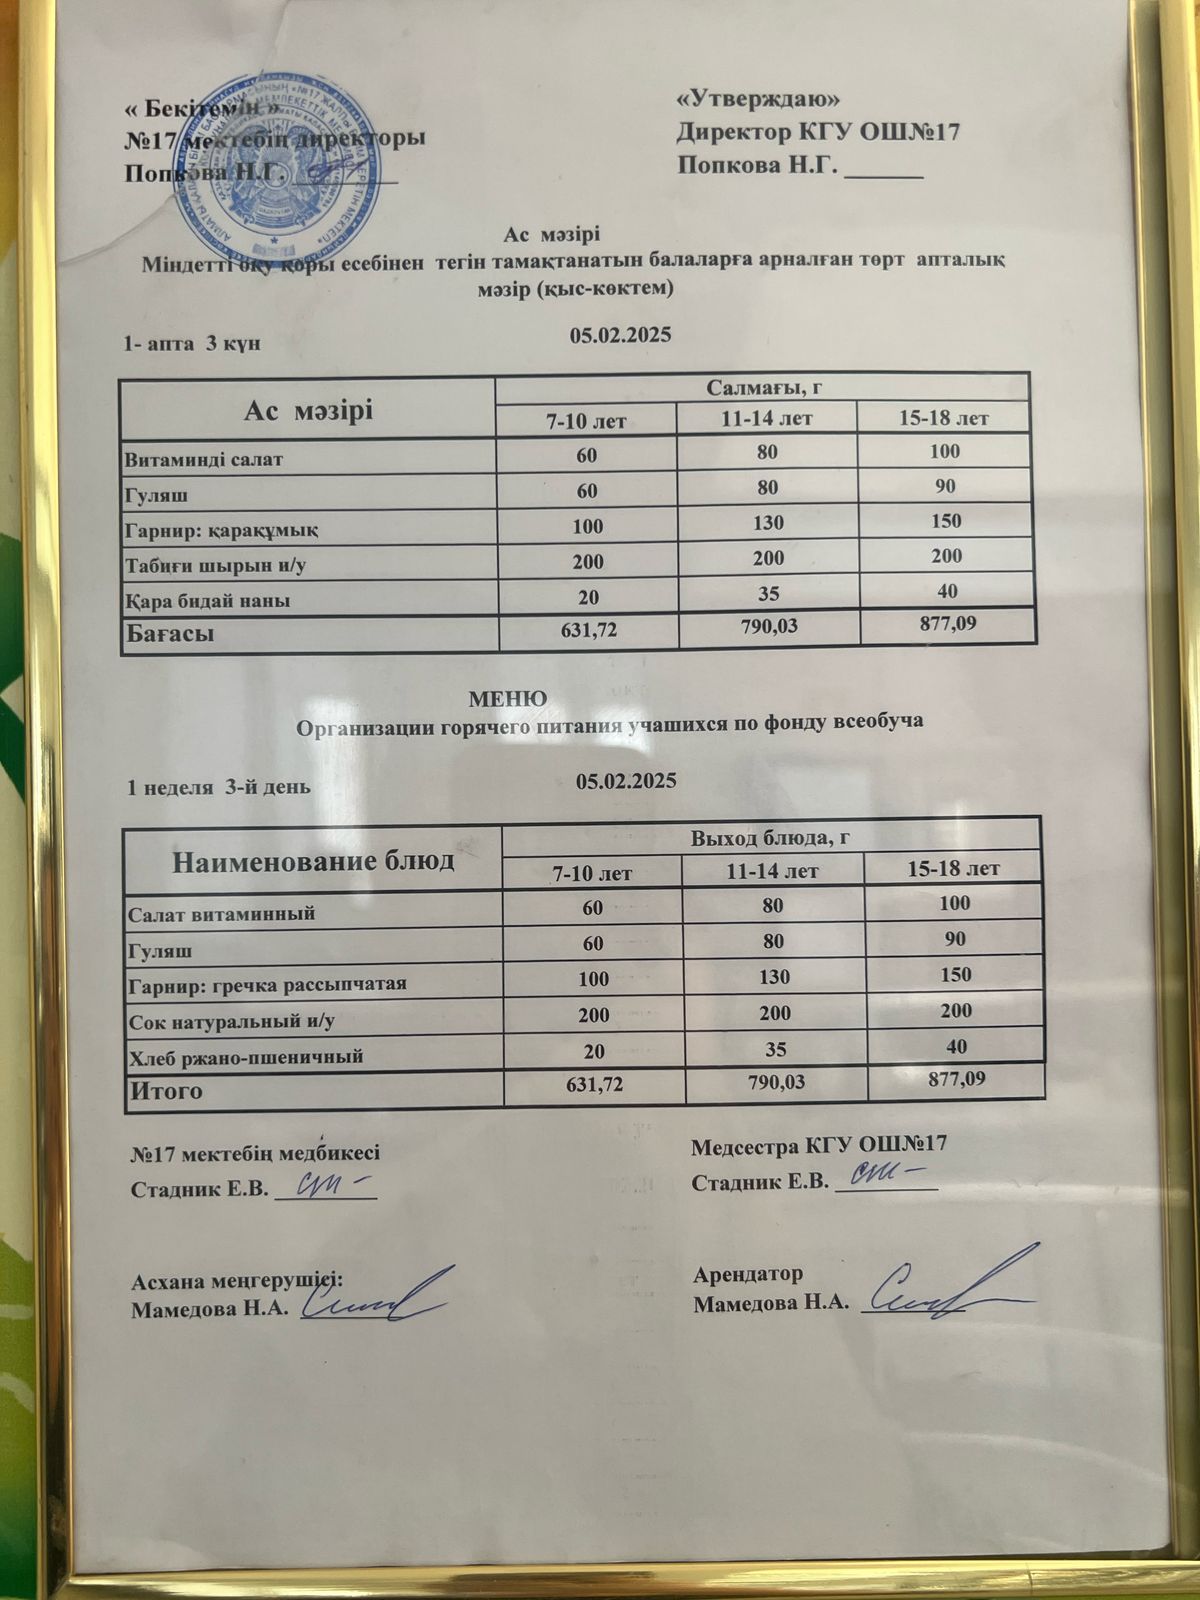 « Бекітемін »
№17 мектебің директоры
Попкова Н.Г. ________
«Утверждаю»
Директор КГУ ОШ№17
Попкова Н.Г. ______
Ас мәзірі
Міндетті оқу қоры есебінен тегін тамақтанатын балаларға арналған төрт апталық
мәзір (қыс-көктем)
1- апта 3 күн 05.02.2025
Ас мәзірі Салмағы, г
7-10 лет 11-14 лет 15-18 лет
Витаминді салат 60 80 100
Гуляш 60 80 90
Гарнир: қарақұмық 100 130 150
Табиғи шырын и/у 200 200 200
Қара бидай наны 20 35 40
Бағасы 631,72 790,03 877,09
МЕНЮ
Организации горячего питания учашихся по фонду всеобуча
1 неделя 3-й день 05.02.2025
Наименование блюд Выход блюда, г
7-10 лет 11-14 лет 15-18 лет
Салат витаминный 60 80 100
Гуляш 60 80 90
Гарнир: гречка рассыпчатая 100 130 150
Сок натуральный и/у 200 200 200
Хлеб ржано-пшеничный 20 35 40
Итого 631,72 790,03 877,09
№17 мектебің медбикесі
Стадник Е.В. ________
Медсестра КГУ ОШ№17
Стадник Е.В. ________
Асхана меңгерушісі:
Мамедова Н.А. ________
Арендатор
Мамедова Н.А. ________